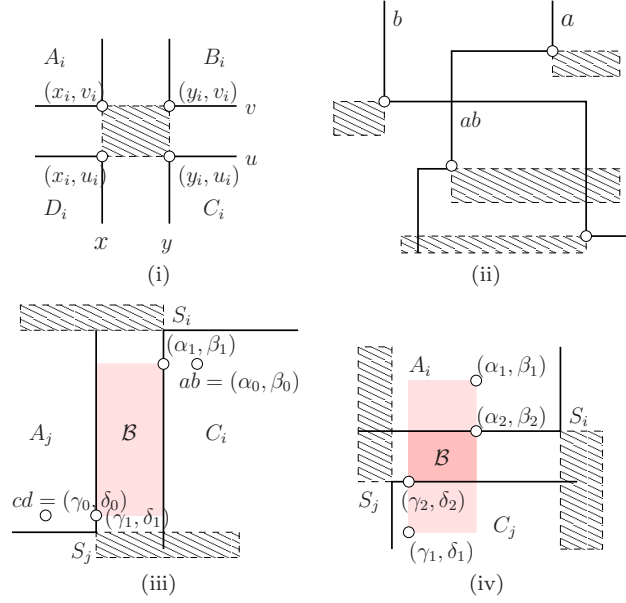 A_i B_i
(x_i, v_i) (y_i, v_i)
v
u
(x_i, u_i) (y_i, u_i)
D_i C_i
x y
(i)
b a
ab
(ii)
S_i
(α_1, β_1)
ab = (α_0, β_0)
A_j B C_i
cd = (γ_0, δ_0)
(γ_1, δ_1)
S_j
(iii)
A_i (α_1, β_1)
(α_2, β_2) S_i
B
S_j (γ_2, δ_2)
C_j
(γ_1, δ_1)
(iv)